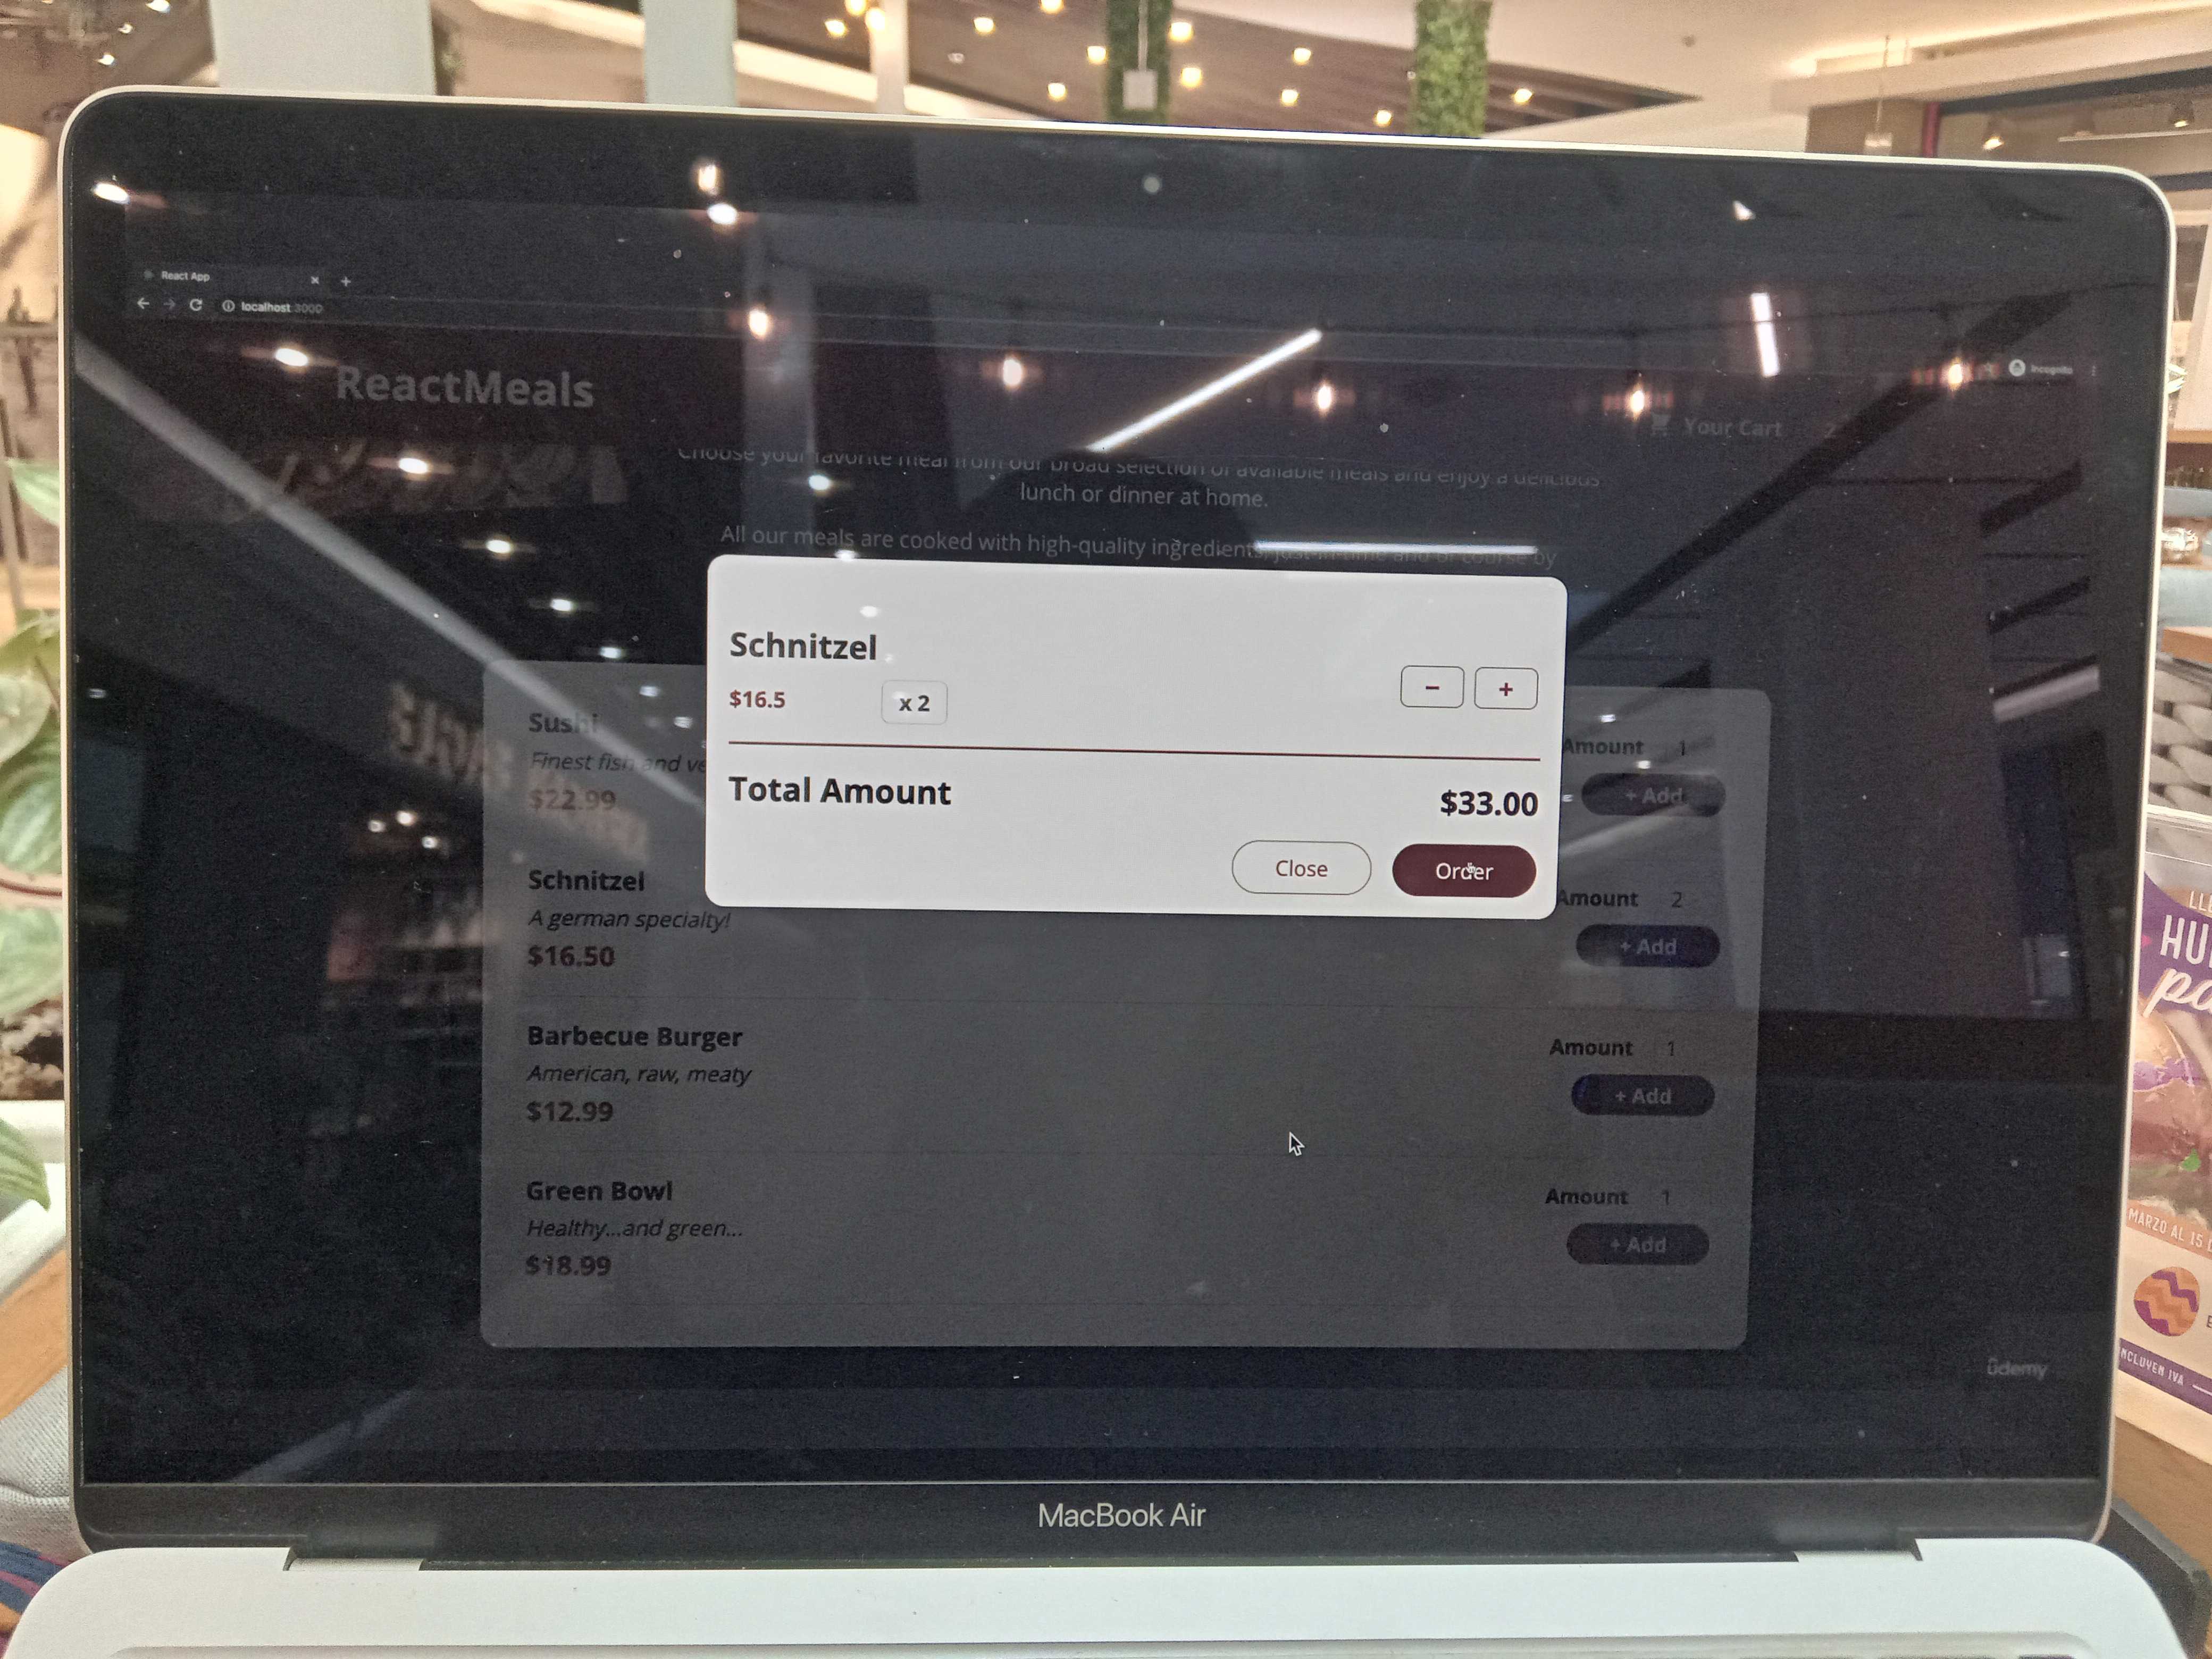 React App
localhost:3000
Incognito
ReactMeals
Your Cart 2
Choose your favorite meal from our broad selection of available meals and enjoy a delicious
lunch or dinner at home.
All our meals are cooked with high-quality ingredients, just-in-time and of course by
Schnitzel
$16.5
x 2
−
+
Total Amount
$33.00
Close
Order
Sushi
Finest fish and ve
$22.99
Amount 1
+ Add
Schnitzel
A german specialty!
$16.50
Amount 2
+ Add
Barbecue Burger
American, raw, meaty
$12.99
Amount 1
+ Add
Green Bowl
Healthy...and green...
$18.99
Amount 1
+ Add
ûdemy
MacBook Air
HU
po
MARZO AL 15
NCLUYEN IVA